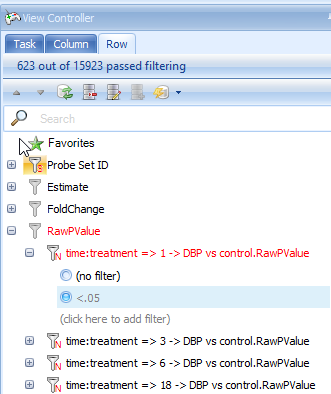 View Controller
Task Column Row
623 out of 15923 passed filtering
Search
Favorites
S Probe Set ID
Estimate
FoldChange
RawPValue
N time:treatment => 1 -> DBP vs control.RawPValue
(no filter)
<.05
(click here to add filter)
N time:treatment => 3 -> DBP vs control.RawPValue
N time:treatment => 6 -> DBP vs control.RawPValue
N time:treatment => 18 -> DBP vs control.RawPValue